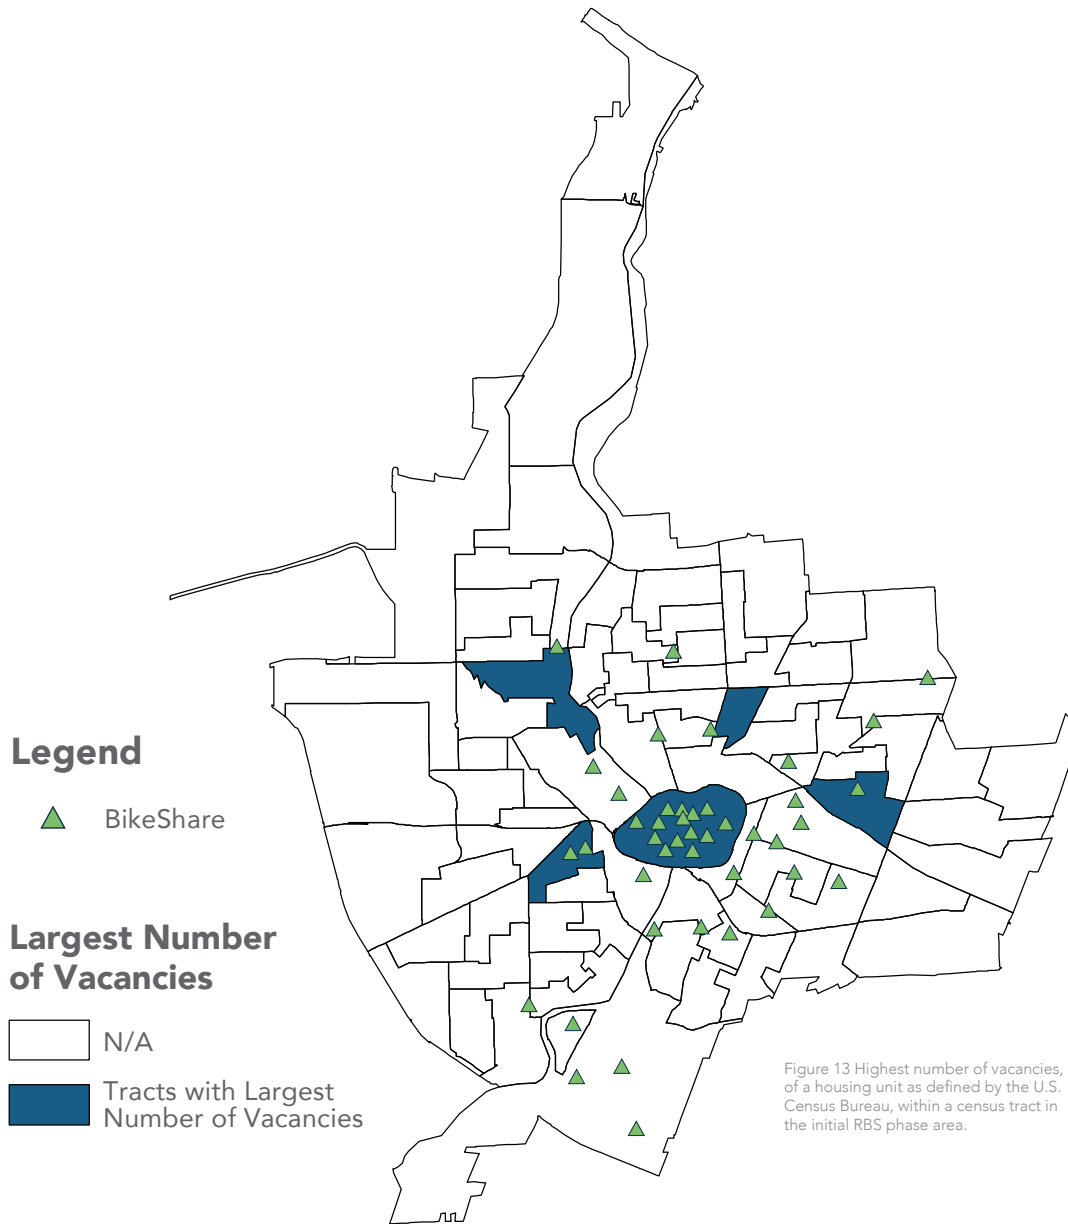 Legend
BikeShare
Largest Number
of Vacancies
N/A
Tracts with Largest
Number of Vacancies
Figure 13 Highest number of vacancies,
of a housing unit as defined by the U.S.
Census Bureau, within a census tract in
the initial RBS phase area.